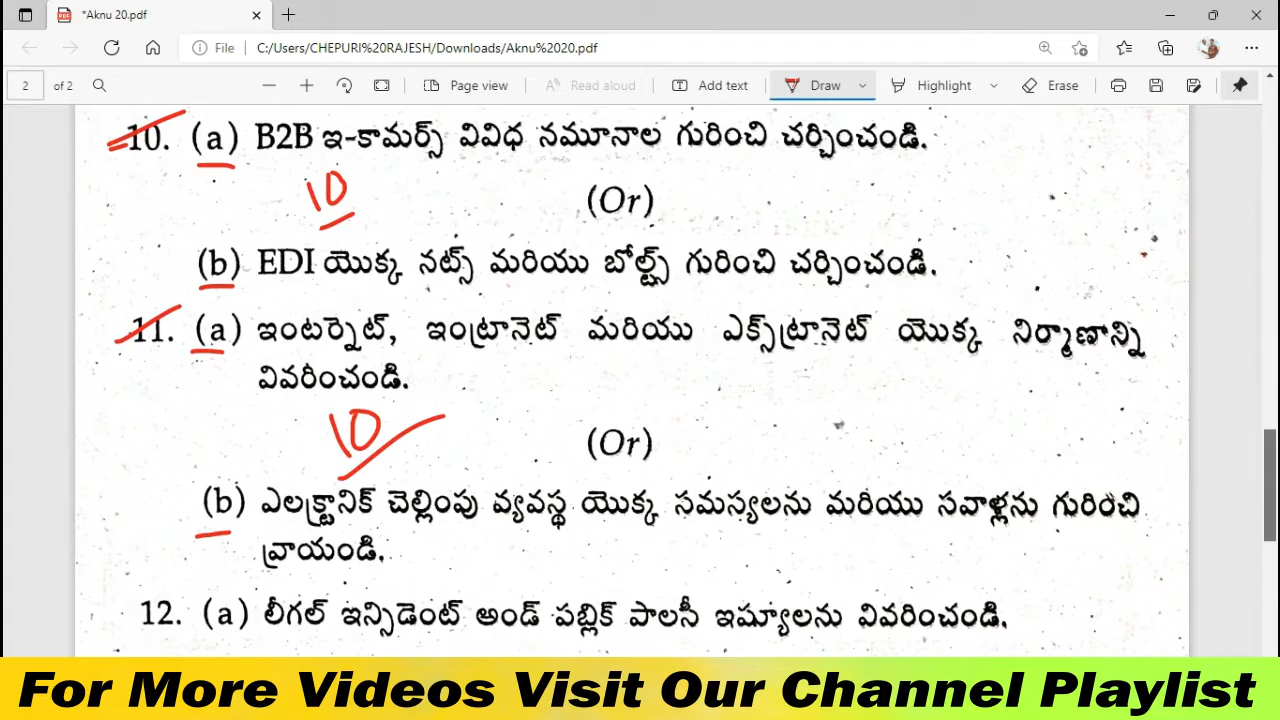 *Aknu 20.pdf
File C:/Users/CHEPURI%20RAJESH/Downloads/Aknu%2020.pdf
2 of 2 Page view Read aloud Add text Draw Highlight Erase
10. (a) B2B ఇ-కామర్స్ వివిధ నమూనాల గురించి చర్చించండి.
10
(Or)
(b) EDI యొక్క నట్స్ మరియు బోల్ట్స్ గురించి చర్చించండి.
11. (a) ఇంటర్నెట్, ఇంట్రానెట్ మరియు ఎక్స్‌ట్రానెట్ యొక్క నిర్మాణాన్ని
వివరించండి.
10
(Or)
(b) ఎలక్ట్రానిక్ చెల్లింపు వ్యవస్థ యొక్క సమస్యలను మరియు సవాళ్లను గురించి
వ్రాయండి.
12. (a) లీగల్ ఇన్సిడెంట్ అండ్ పబ్లిక్ పాలసీ ఇష్యూలను వివరించండి.
For More Videos Visit Our Channel Playlist